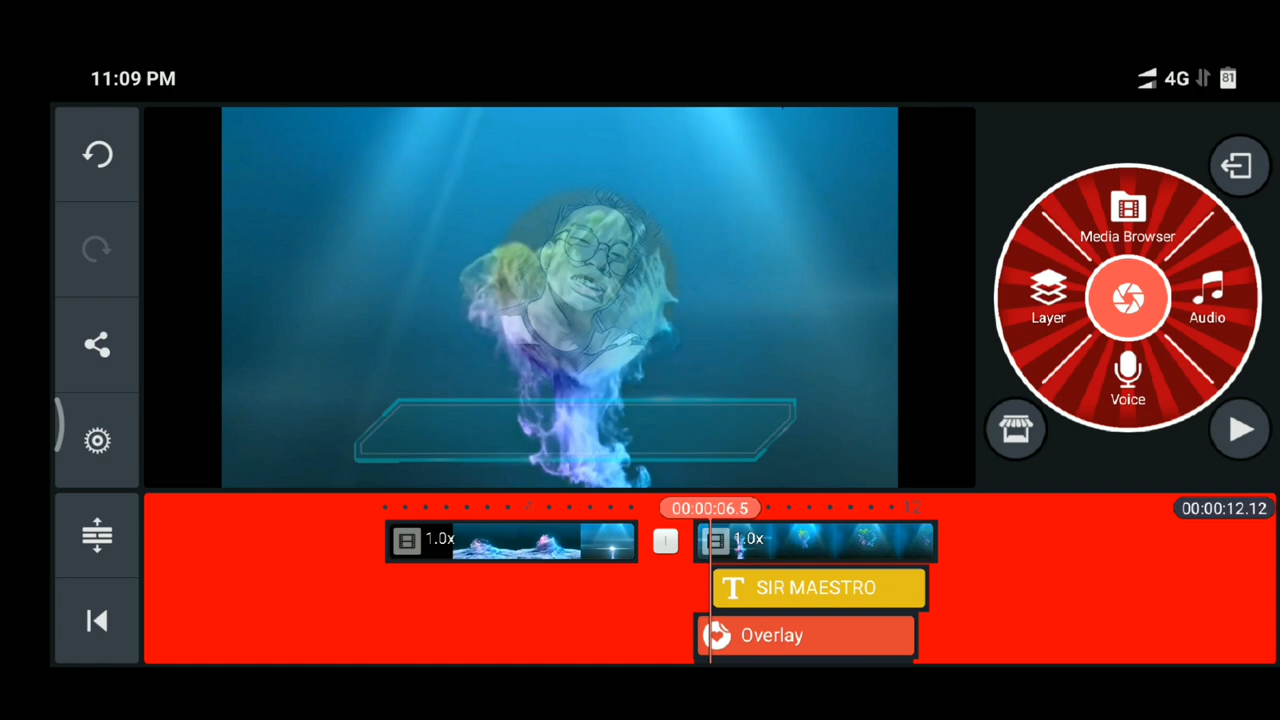 11:09 PM
4G
81
Media Browser
Layer
Audio
Voice
00:00:06.5
00:00:12.12
12
1.0x
1.0x
T SIR MAESTRO
Overlay